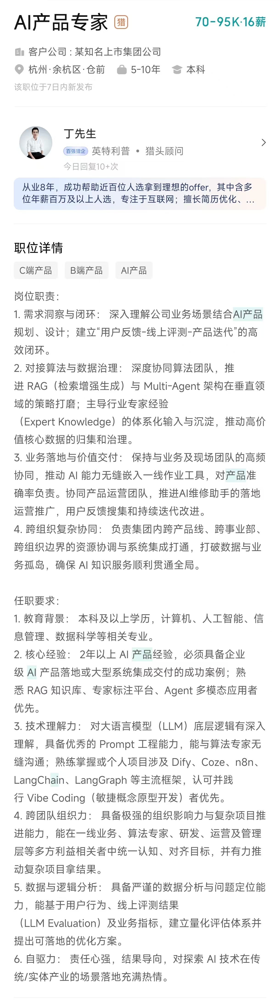 AI产品专家 猎 70-95K·16薪
客户公司：某知名上市集团公司
杭州·余杭区·仓前 5-10年 本科
该职位于7日内新发布
丁先生
百强猎企 英特利普 • 猎头顾问
今日回复10+次
从业8年，成功帮助近百位人选拿到理想的offer，其中含多
位年薪百万及以上人选，专注于互联网；擅长简历优化、...
职位详情
C端产品 B端产品 AI产品
岗位职责：
1. 需求洞察与闭环： 深入理解公司业务场景结合AI产品
规划、设计；建立“用户反馈-线上评测-产品迭代”的高
效闭环。
2. 对接算法与数据治理： 深度协同算法团队，推
进 RAG（检索增强生成）与 Multi-Agent 架构在垂直领
域的策略打磨；主导行业专家经验
（Expert Knowledge）的体系化输入与沉淀，推动高价
值核心数据的归集和治理。
3. 业务落地与价值交付： 保持与业务及现场团队的高频
协同，推动 AI 能力无缝嵌入一线作业工具，对产品准
确率负责。协同产品运营团队，推进AI维修助手的落地
运营推广，用户反馈搜集和持续迭代改进。
4. 跨组织复杂协同： 负责集团内跨产品线、跨事业部、
跨组织边界的资源协调与系统集成打通，打破数据与业
务孤岛，确保 AI 知识服务顺利贯通全局。
任职要求：
1. 教育背景： 本科及以上学历，计算机、人工智能、信
息管理、数据科学等相关专业。
2. 核心经验： 2年以上 AI 产品经验，必须具备企业
级 AI 产品落地或大型系统集成交付的成功案例；熟
悉 RAG 知识库、专家标注平台、Agent 多模态应用者
优先。
3. 技术理解力： 对大语言模型（LLM）底层逻辑有深入
理解，具备优秀的 Prompt 工程能力，能与算法专家无
缝沟通；熟练掌握或个人项目涉及 Dify、Coze、n8n、
LangChain、LangGraph 等主流框架，认可并践
行 Vibe Coding（敏捷概念原型开发）者优先。
4. 跨团队组织力： 具备极强的组织影响力与复杂项目推
进能力，能在一线业务、算法专家、研发、运营及管理
层等多方利益相关者中统一认知、对齐目标，并有力推
动复杂项目拿结果。
5. 数据与逻辑分析： 具备严谨的数据分析与问题定位能
力，能基于用户行为、线上评测结果
（LLM Evaluation）及业务指标，建立量化评估体系并
提出可落地的优化方案。
6. 自驱力： 责任心强，结果导向，对探索 AI 技术在传
统/实体产业的场景落地充满热情。